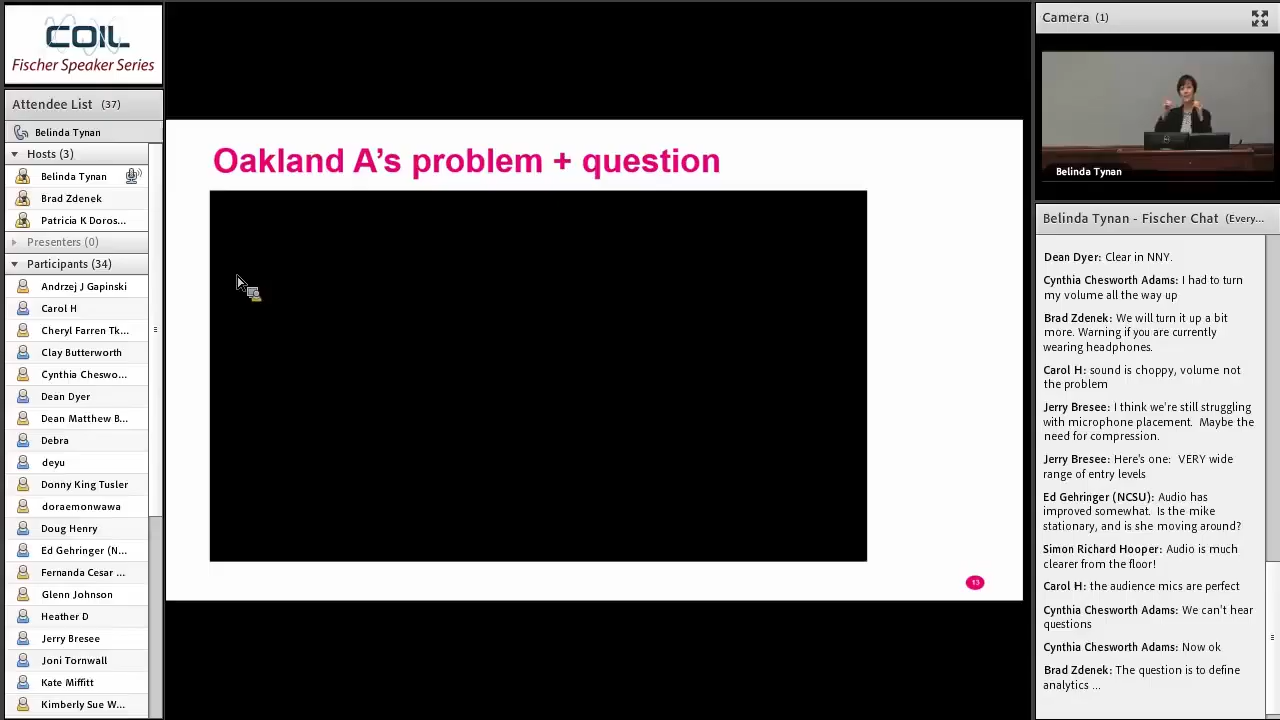 COIL
Fischer Speaker Series
Attendee List (37)
Belinda Tynan
Hosts (3)
Belinda Tynan
Brad Zdenek
Patricia K Doros...
Presenters (0)
Participants (34)
Andrzej J Gapinski
Carol H
Cheryl Farren Tk...
Clay Butterworth
Cynthia Cheswo...
Dean Dyer
Dean Matthew B...
Debra
deyu
Donny King Tusler
doraemonwawa
Doug Henry
Ed Gehringer (N...
Fernanda Cesar ...
Glenn Johnson
Heather D
Jerry Bresee
Joni Tornwall
Kate Miffitt
Kimberly Sue W...
Oakland A's problem + question
13
Camera (1)
Belinda Tynan
Belinda Tynan - Fischer Chat (Every...
Dean Dyer: Clear in NNY.
Cynthia Chesworth Adams: I had to turn
my volume all the way up
Brad Zdenek: We will turn it up a bit
more. Warning if you are currently
wearing headphones.
Carol H: sound is choppy, volume not
the problem
Jerry Bresee: I think we're still struggling
with microphone placement. Maybe the
need for compression.
Jerry Bresee: Here's one: VERY wide
range of entry levels
Ed Gehringer (NCSU): Audio has
improved somewhat. Is the mike
stationary, and is she moving around?
Simon Richard Hooper: Audio is much
clearer from the floor!
Carol H: the audience mics are perfect
Cynthia Chesworth Adams: We can't hear
questions
Cynthia Chesworth Adams: Now ok
Brad Zdenek: The question is to define
analytics ...